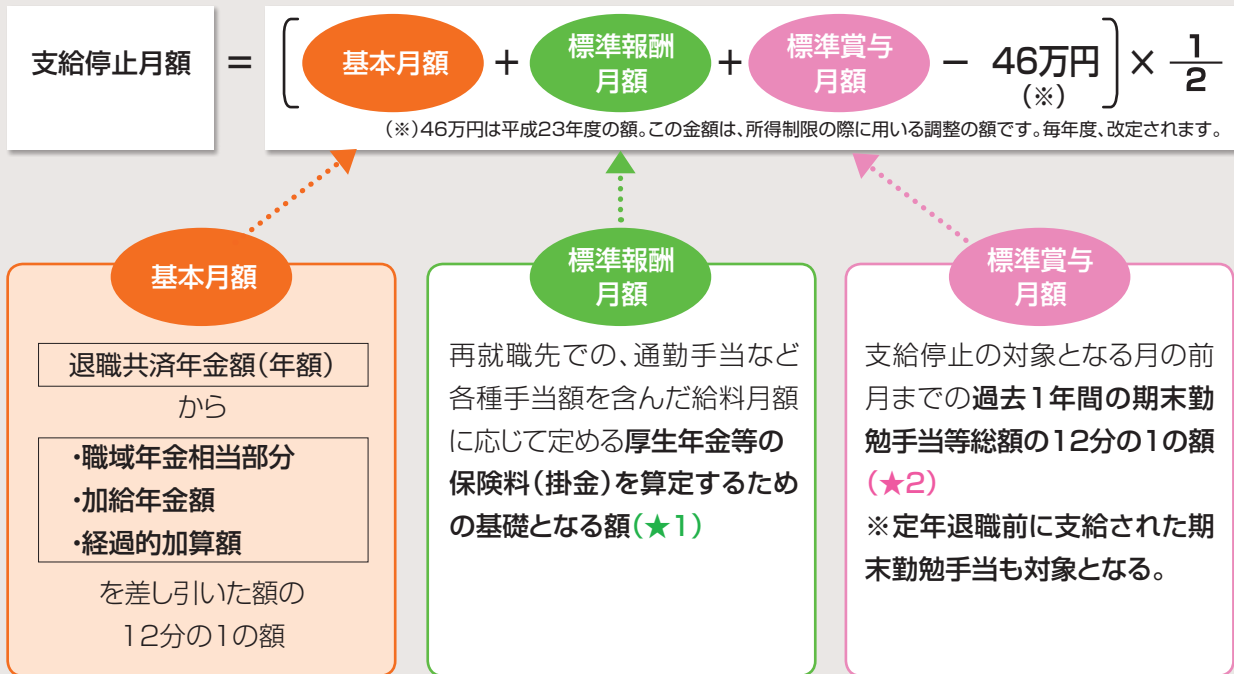 支給停止月額 = [基本月額 + 標準報酬月額 + 標準賞与月額 − 46万円(※)] × 1/2
(※)46万円は平成23年度の額。この金額は、所得制限の際に用いる調整の額です。毎年度、改定されます。
基本月額
退職共済年金額(年額)
から
・職域年金相当部分
・加給年金額
・経過的加算額
を差し引いた額の
12分の1の額
標準報酬
月額
再就職先での、通勤手当など
各種手当額を含んだ給料月額
に応じて定める厚生年金等の
保険料(掛金)を算定するため
の基礎となる額(★1)
標準賞与
月額
支給停止の対象となる月の前
月までの過去1年間の期末勤
勉手当等総額の12分の1の額
(★2)
※定年退職前に支給された期
末勤勉手当も対象となる。